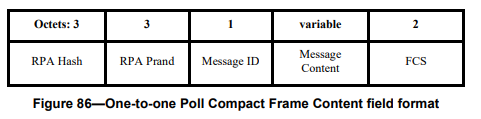 Octets: 3 3 1 variable 2
RPA Hash RPA Prand Message ID Message Content FCS
Figure 86—One-to-one Poll Compact Frame Content field format